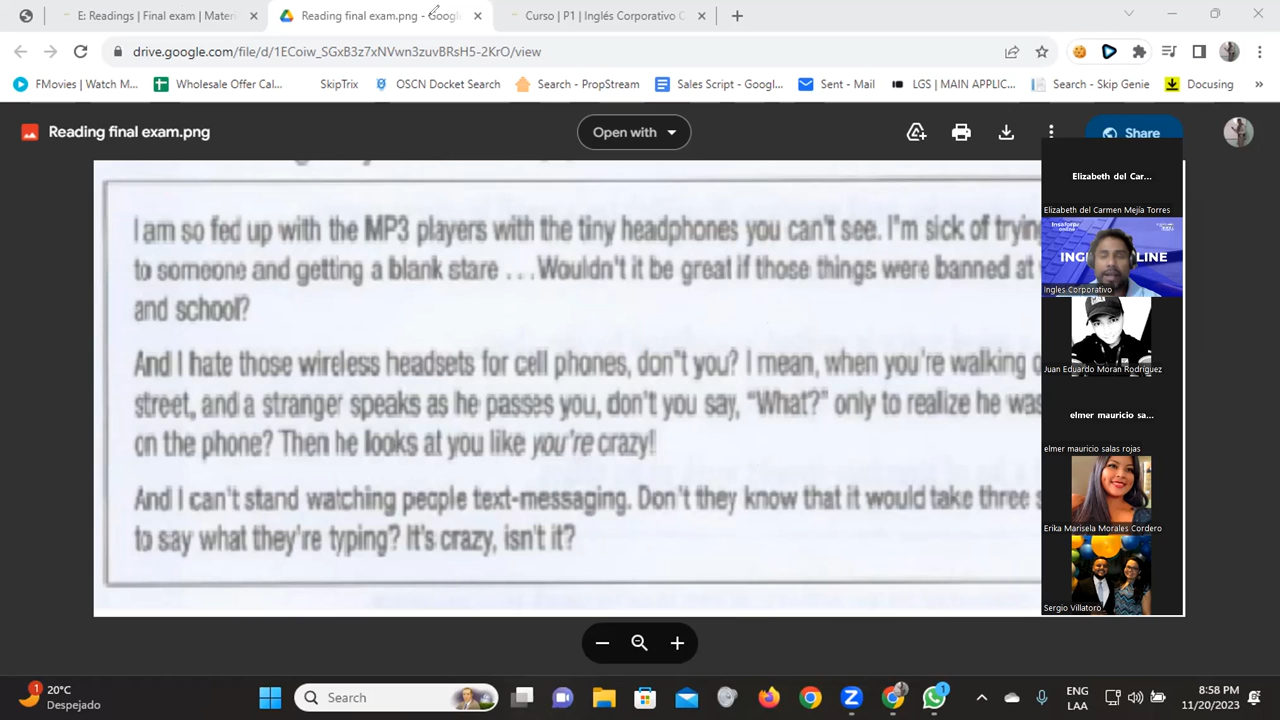 E: Readings | Final exam | Mater
Reading final exam.png - Google
Curso | P1 | Inglés Corporativo C
drive.google.com/file/d/1ECoiw_SGxB3z7xNVwn3zuvBRsH5-2KrO/view
FMovies | Watch M...
Wholesale Offer Cal...
SkipTrix
OSCN Docket Search
Search - PropStream
Sales Script - Googl...
Sent - Mail
LGS | MAIN APPLIC...
Search - Skip Genie
Docusing
Reading final exam.png
Open with
Share
I am so fed up with the MP3 players with the tiny headphones you can't see. I'm sick of trying
to someone and getting a blank stare ... Wouldn't it be great if those things were banned at
and school?
And I hate those wireless headsets for cell phones, don"t you? I mean, when you're walking
street, and a stranger speaks as he passes you, don't you say, "What?" only to realize he was
on the phone? Then he looks at you like you're crazy!
And I can't stand watching people text-messaging. Don't they know that it would take three
to say what they're typing? It's crazy, isn't it?
Elizabeth del Car...
Elizabeth del Carmen Mejía Torres
Ingles Corporativo
Juan Eduardo Moran Rodríguez
elmer mauricio sa...
elmer mauricio salas rojas
Erika Marisela Morales Cordero
Sergio Villatoro
1
20°C
Despejado
Search
1
ENG
LAA
8:58 PM
11/20/2023